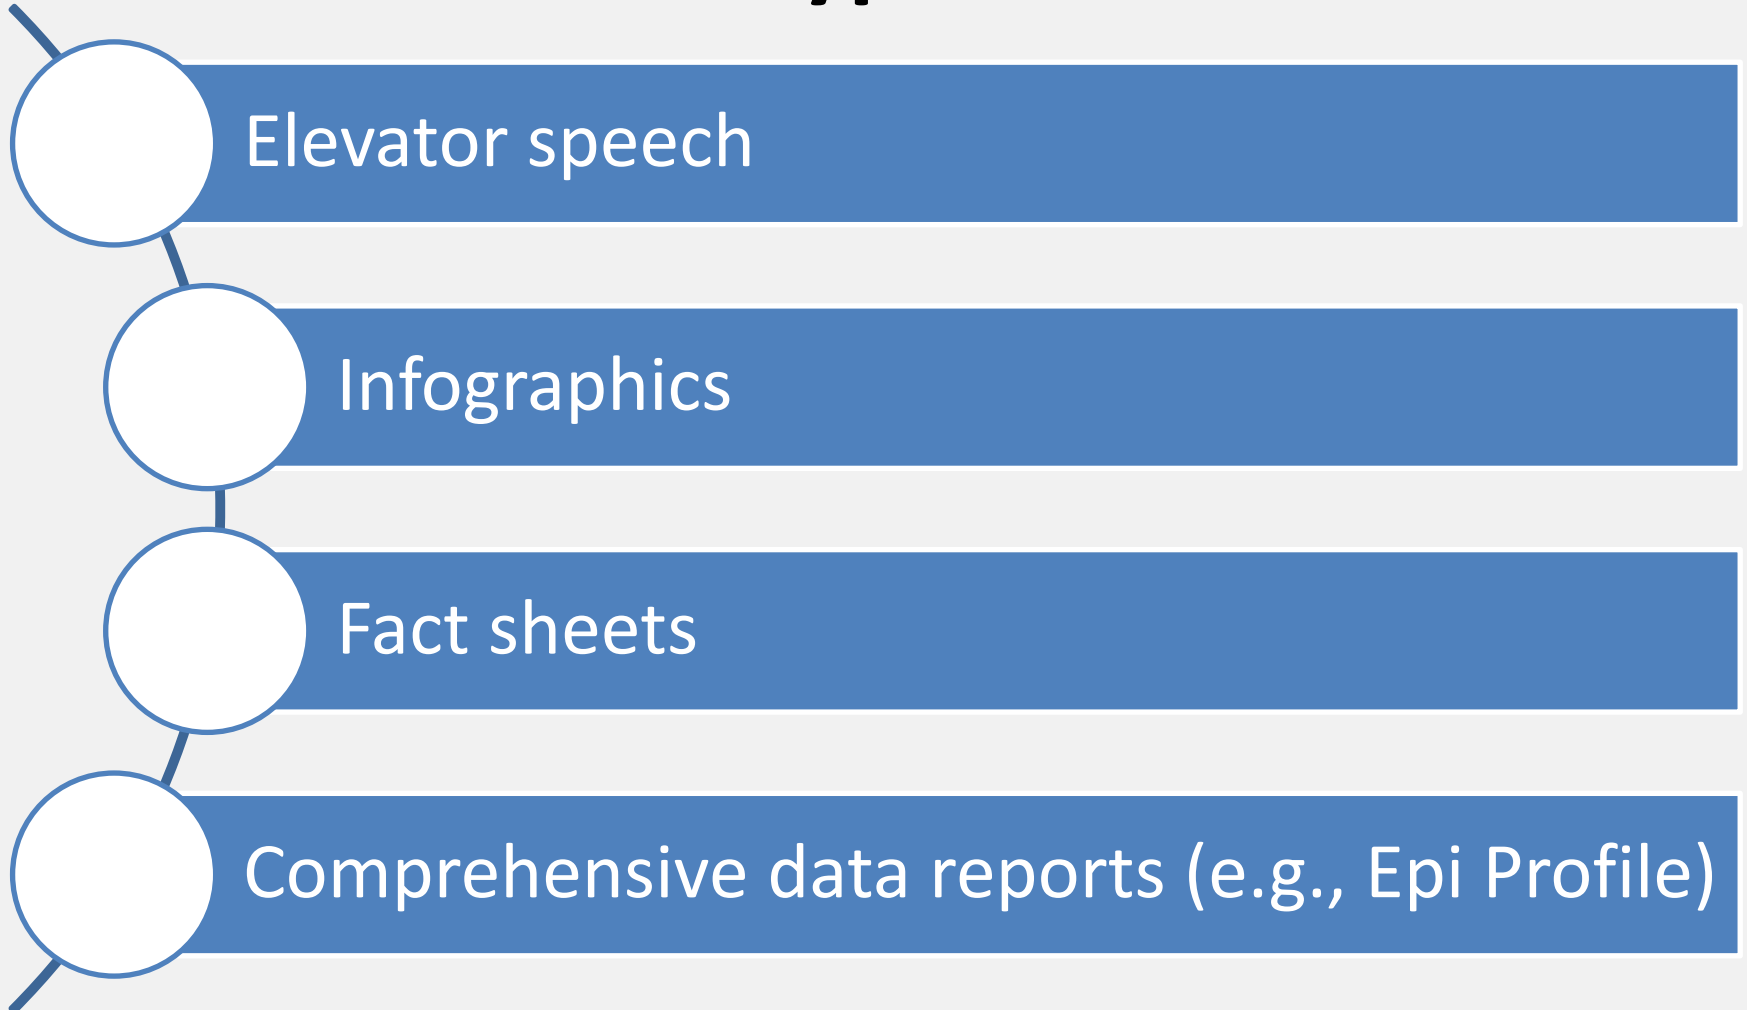 Elevator speech
Infographics
Fact sheets
Comprehensive data reports (e.g., Epi Profile)